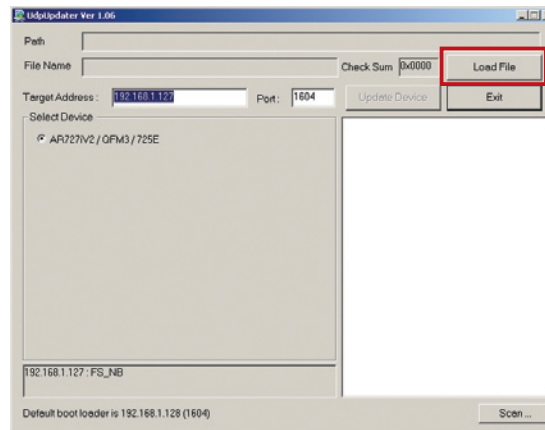 UdpUpdater Ver 1.06
Path
File Name Check Sum 0x0000 Load File
Target Address : 192.168.1.127 Port : 1604 Update Device Exit
Select Device
AR727iV2 / QFM3 / 725E
192.168.1.127 : FS_NB
Default boot loader is 192.168.1.128 (1604) Scan ...